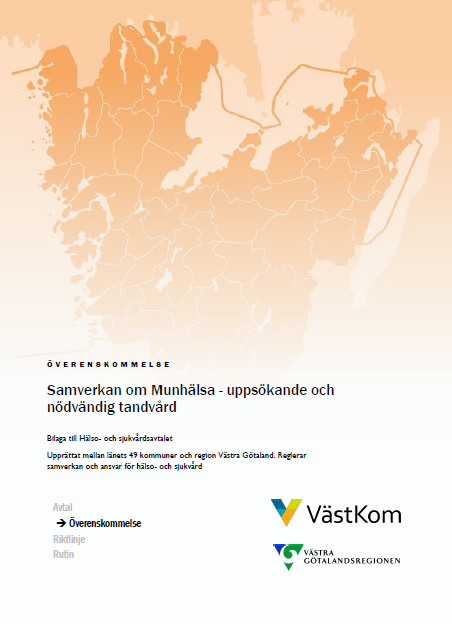 ÖVERENSKOMMELSE
Samverkan om Munhälsa - uppsökande och
nödvändig tandvård
Bilaga till Hälso- och sjukvårdsavtalet
Upprättat mellan länets 49 kommuner och region Västra Götaland. Reglerar
samverkan och ansvar för hälso- och sjukvård
Avtal
➔ Överenskommelse
Riktlinje
Rutin
VästKom
VÄSTRA
GÖTALANDSREGIONEN